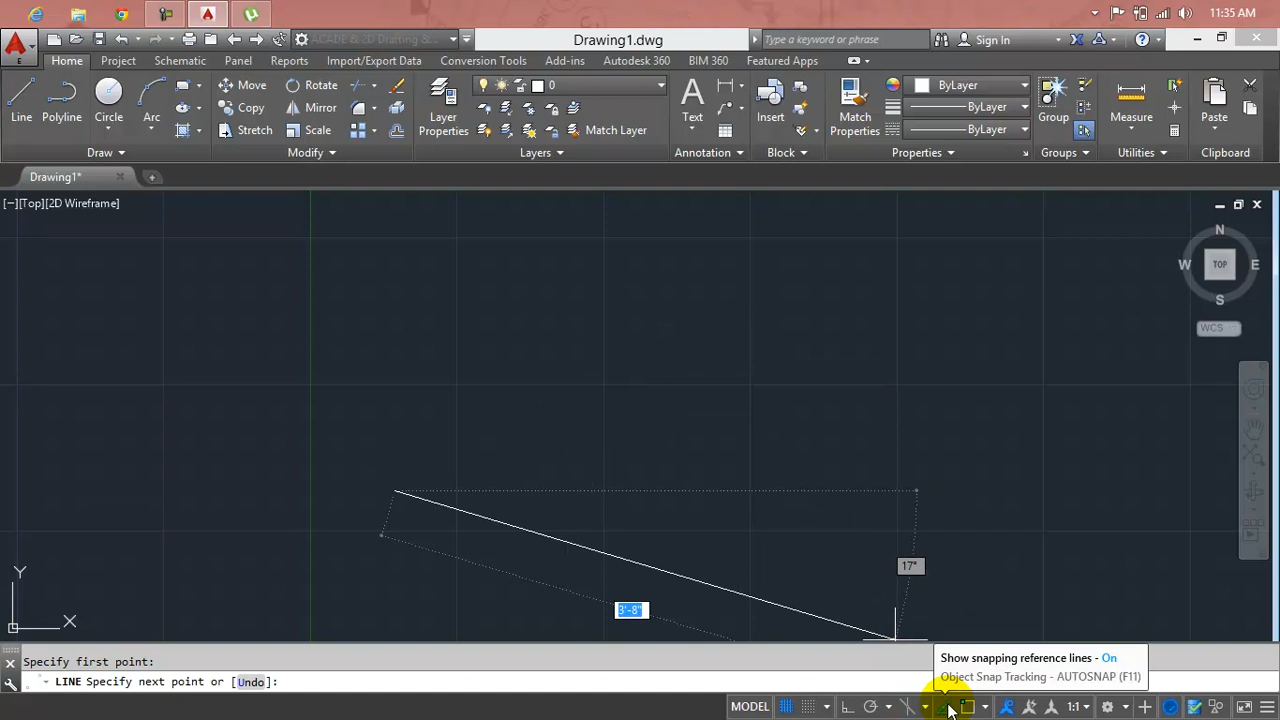 11:35 AM
ACADE & 2D Drafting &
Drawing1.dwg
Type a keyword or phrase
Sign In
Home Project Schematic Panel Reports Import/Export Data Conversion Tools Add-ins Autodesk 360 BIM 360 Featured Apps
Line
Polyline
Circle
Arc
Move
Rotate
Copy
Mirror
Stretch
Scale
Layer
Properties
0
Match Layer
Text
Insert
Match
Properties
ByLayer
ByLayer
ByLayer
Group
Measure
Paste
Draw
Modify
Layers
Annotation
Block
Properties
Groups
Utilities
Clipboard
Drawing1*
[−][Top][2D Wireframe]
N
W
TOP
E
S
WCS
17°
3'-8"
Y
X
Show snapping reference lines - On
Object Snap Tracking - AUTOSNAP (F11)
Specify first point:
LINE Specify next point or [Undo]:
MODEL
1:1